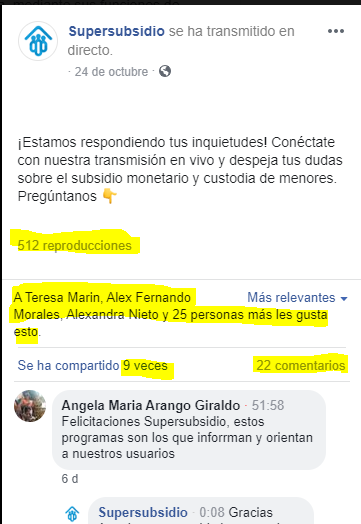 Supersubsidio se ha transmitido en
directo.
· 24 de octubre ·
¡Estamos respondiendo tus inquietudes! Conéctate
con nuestra transmisión en vivo y despeja tus dudas
sobre el subsidio monetario y custodia de menores.
Pregúntanos 👇
512 reproducciones
A Teresa Marin, Alex Fernando
Morales, Alexandra Nieto y 25 personas más les gusta
esto.
Más relevantes
Se ha compartido 9 veces
22 comentarios
Angela Maria Arango Giraldo · 51:58
Felicitaciones Supersubsidio, estos
programas son los que inforrman y orientan
a nuestros usuarios
6 d
Supersubsidio · 0:08 Gracias